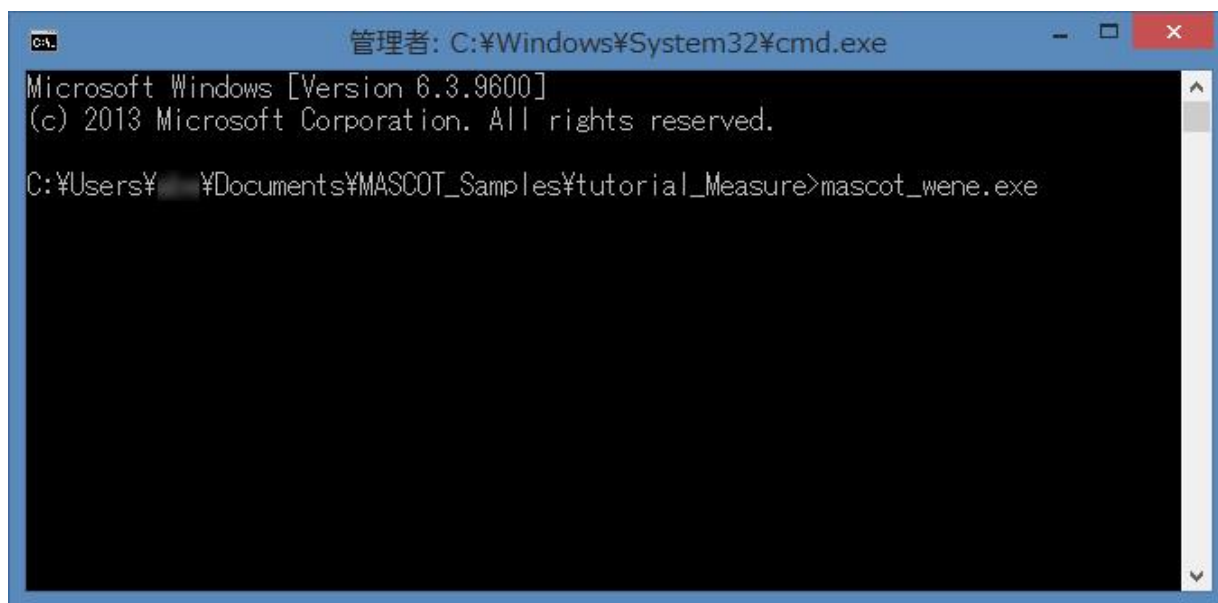 管理者: C:¥Windows¥System32¥cmd.exe
Microsoft Windows [Version 6.3.9600]
(c) 2013 Microsoft Corporation. All rights reserved.
C:¥Users¥ ¥Documents¥MASCOT_Samples¥tutorial_Measure>mascot_wene.exe